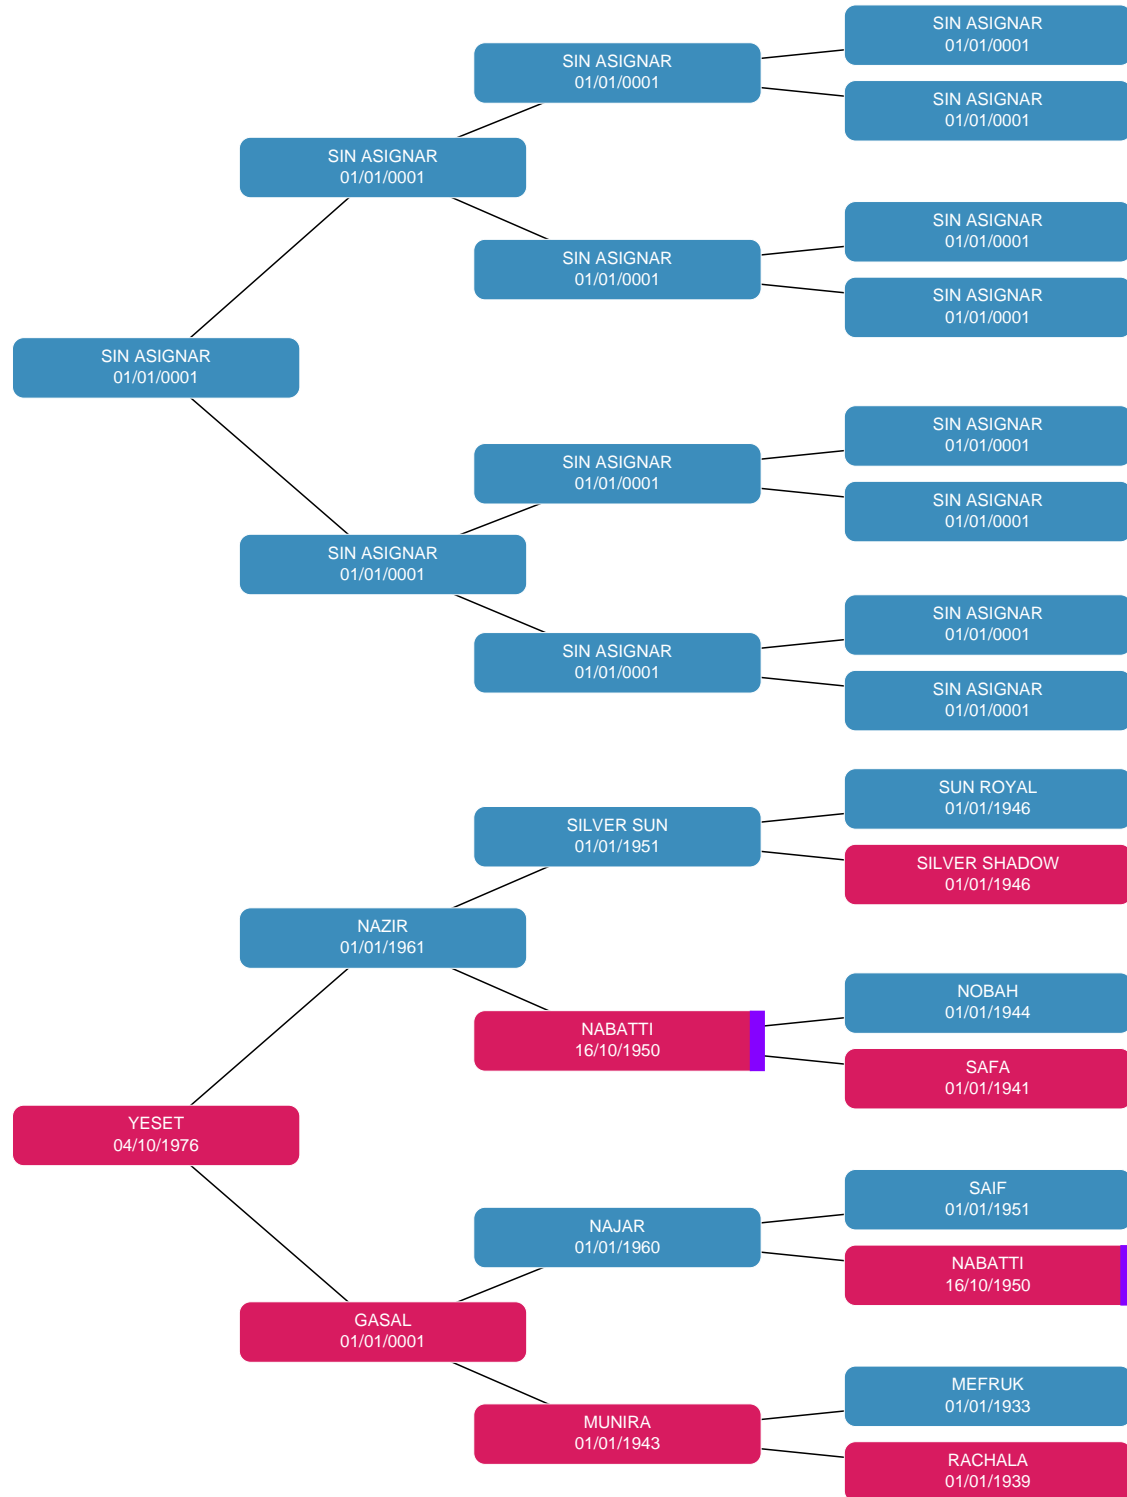 SIN ASIGNAR
01/01/0001
SIN ASIGNAR
01/01/0001
SIN ASIGNAR
01/01/0001
SIN ASIGNAR
01/01/0001
SIN ASIGNAR
01/01/0001
SIN ASIGNAR
01/01/0001
SIN ASIGNAR
01/01/0001
SIN ASIGNAR
01/01/0001
SIN ASIGNAR
01/01/0001
SIN ASIGNAR
01/01/0001
SIN ASIGNAR
01/01/0001
SIN ASIGNAR
01/01/0001
SIN ASIGNAR
01/01/0001
SIN ASIGNAR
01/01/0001
SIN ASIGNAR
01/01/0001
SUN ROYAL
01/01/1946
SILVER SUN
01/01/1951
SILVER SHADOW
01/01/1946
NAZIR
01/01/1961
NOBAH
01/01/1944
NABATTI
16/10/1950
SAFA
01/01/1941
YESET
04/10/1976
SAIF
01/01/1951
NAJAR
01/01/1960
NABATTI
16/10/1950
GASAL
01/01/0001
MEFRUK
01/01/1933
MUNIRA
01/01/1943
RACHALA
01/01/1939